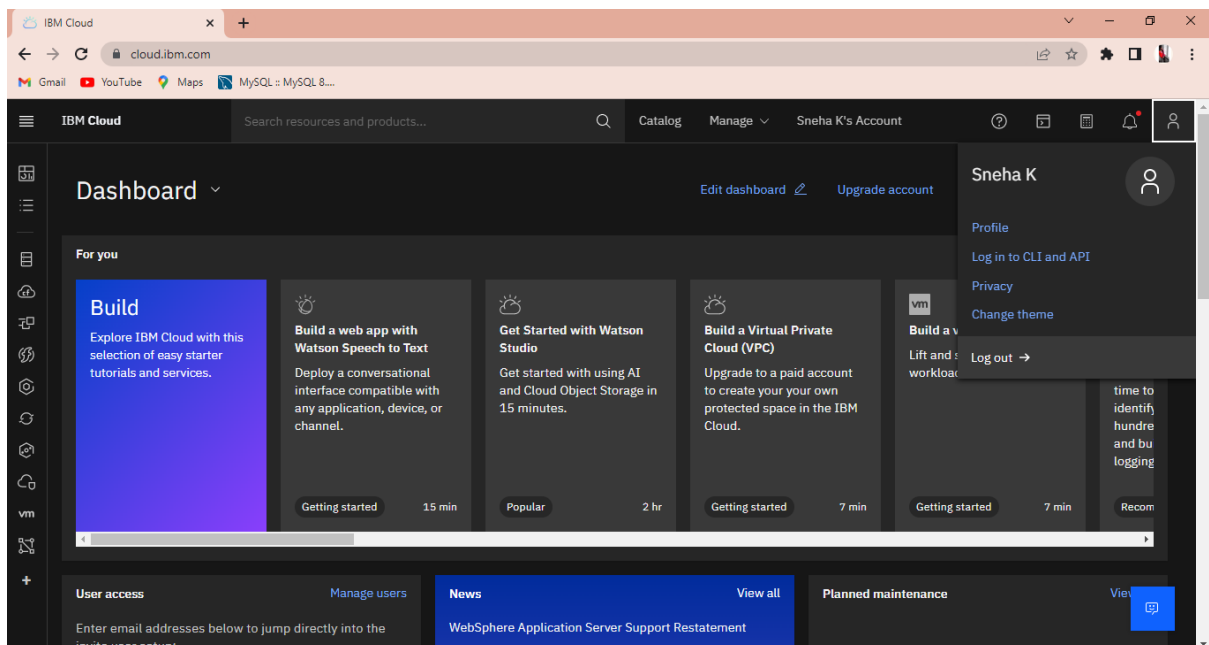 IBM Cloud
cloud.ibm.com
Gmail YouTube Maps MySQL :: MySQL 8....
IBM Cloud Search resources and products... Catalog Manage Sneha K's Account
Dashboard
Edit dashboard Upgrade account
Sneha K
Profile
Log in to CLI and API
Privacy
Change theme
Log out →
For you
Build
Explore IBM Cloud with this
selection of easy starter
tutorials and services.
Build a web app with
Watson Speech to Text
Deploy a conversational
interface compatible with
any application, device, or
channel.
Getting started 15 min
Get Started with Watson
Studio
Get started with using AI
and Cloud Object Storage in
15 minutes.
Popular 2 hr
Build a Virtual Private
Cloud (VPC)
Upgrade to a paid account
to create your your own
protected space in the IBM
Cloud.
Getting started 7 min
vm
Build a v
Lift and s
workload
Getting started 7 min
time to
identify
hundre
and bu
logging
Recom
vm
User access Manage users
Enter email addresses below to jump directly into the
invite user setup.
News View all
WebSphere Application Server Support Restatement
Planned maintenance Vie